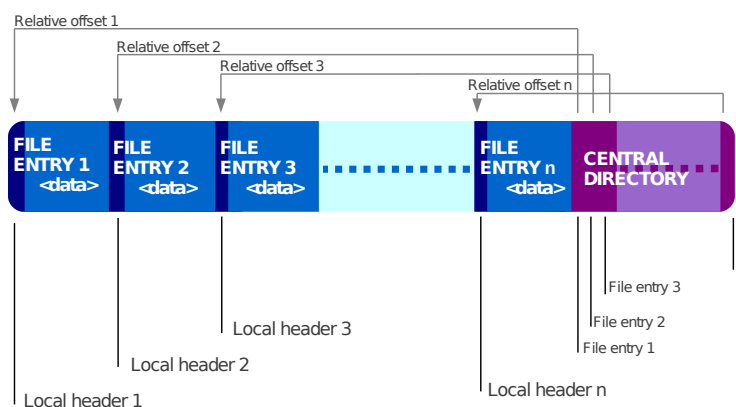 Relative offset 1
Relative offset 2
Relative offset 3
Relative offset n
FILE
ENTRY 1
<data>
FILE
ENTRY 2
<data>
FILE
ENTRY 3
<data>
FILE
ENTRY n
<data>
CENTRAL
DIRECTORY
File entry 3
File entry 2
File entry 1
Local header 3
Local header 2
Local header n
Local header 1